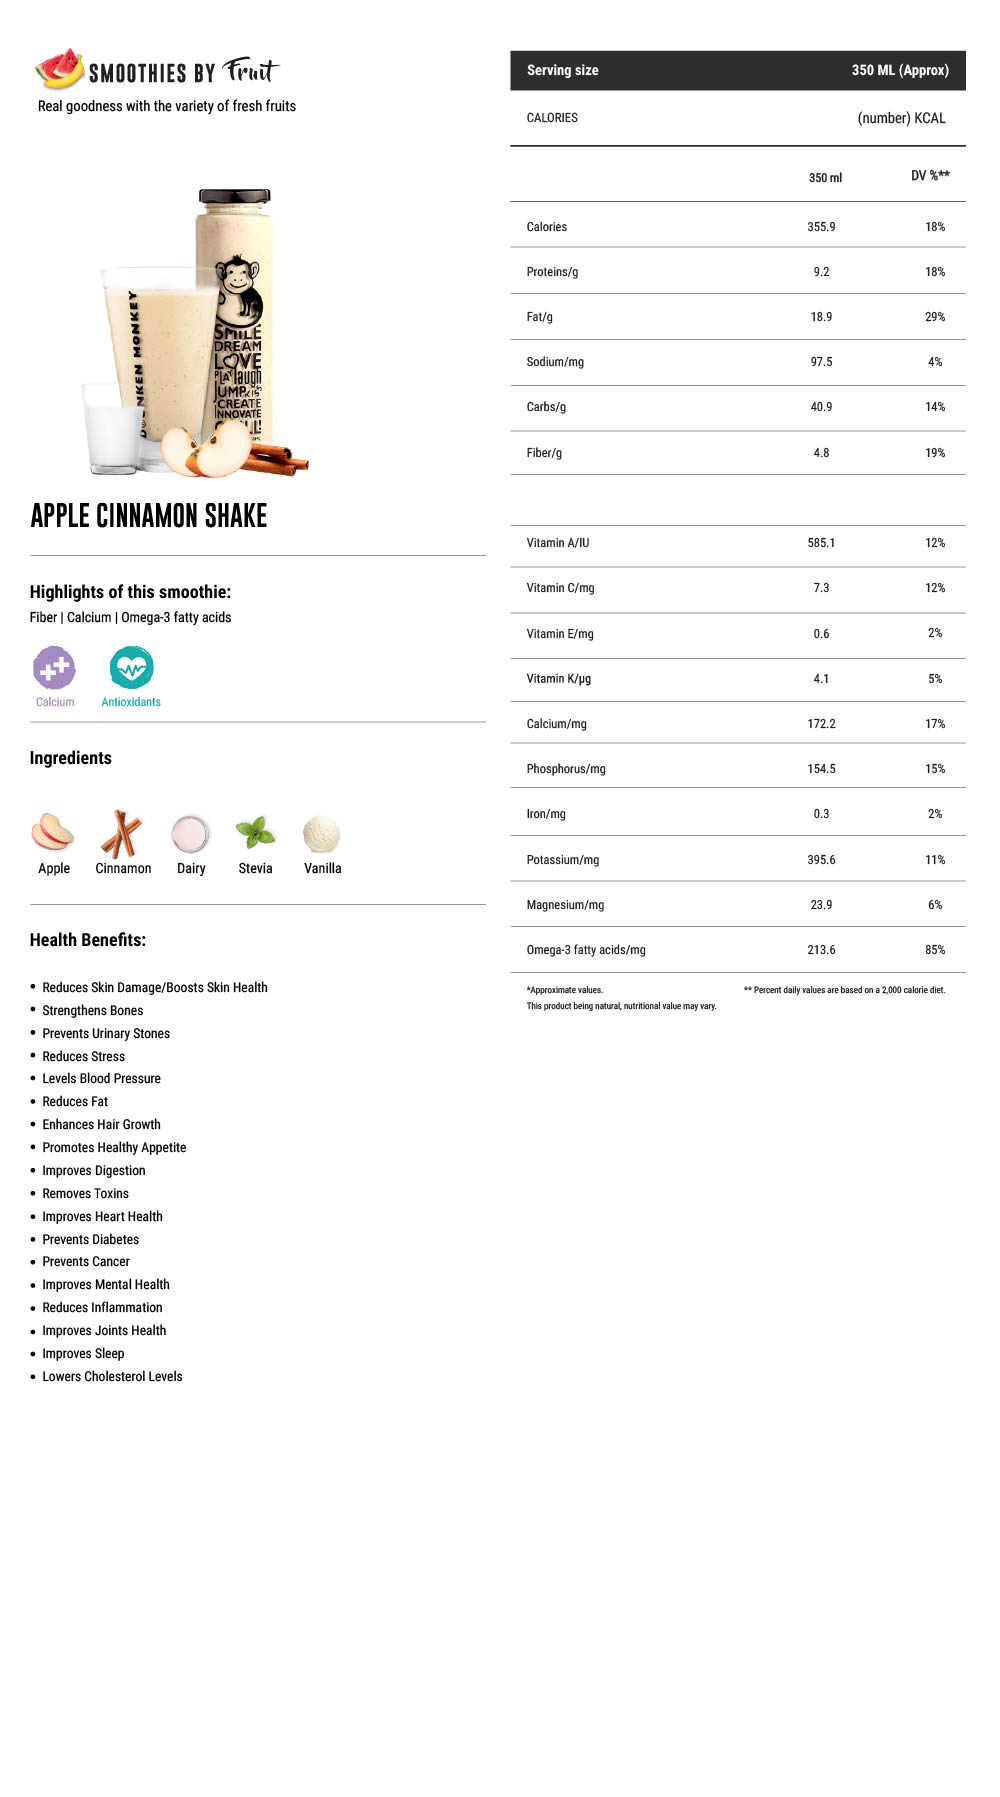 SMOOTHIES BY Fruit
Real goodness with the variety of fresh fruits
DRUNKEN MONKEY
SMILE
DREAM
LOVE
PLAY laugh
JUMP KISS
CREATE
INNOVATE
CHILL!
APPLE CINNAMON SHAKE
Highlights of this smoothie:
Fiber | Calcium | Omega-3 fatty acids
Calcium Antioxidants
Ingredients
Apple Cinnamon Dairy Stevia Vanilla
Health Benefits:
• Reduces Skin Damage/Boosts Skin Health
• Strengthens Bones
• Prevents Urinary Stones
• Reduces Stress
• Levels Blood Pressure
• Reduces Fat
• Enhances Hair Growth
• Promotes Healthy Appetite
• Improves Digestion
• Removes Toxins
• Improves Heart Health
• Prevents Diabetes
• Prevents Cancer
• Improves Mental Health
• Reduces Inflammation
• Improves Joints Health
• Improves Sleep
• Lowers Cholesterol Levels
Serving size 350 ML (Approx)
CALORIES (number) KCAL
350 ml DV %**
Calories 355.9 18%
Proteins/g 9.2 18%
Fat/g 18.9 29%
Sodium/mg 97.5 4%
Carbs/g 40.9 14%
Fiber/g 4.8 19%
Vitamin A/IU 585.1 12%
Vitamin C/mg 7.3 12%
Vitamin E/mg 0.6 2%
Vitamin K/µg 4.1 5%
Calcium/mg 172.2 17%
Phosphorus/mg 154.5 15%
Iron/mg 0.3 2%
Potassium/mg 395.6 11%
Magnesium/mg 23.9 6%
Omega-3 fatty acids/mg 213.6 85%
*Approximate values. ** Percent daily values are based on a 2,000 calorie diet.
This product being natural, nutritional value may vary.